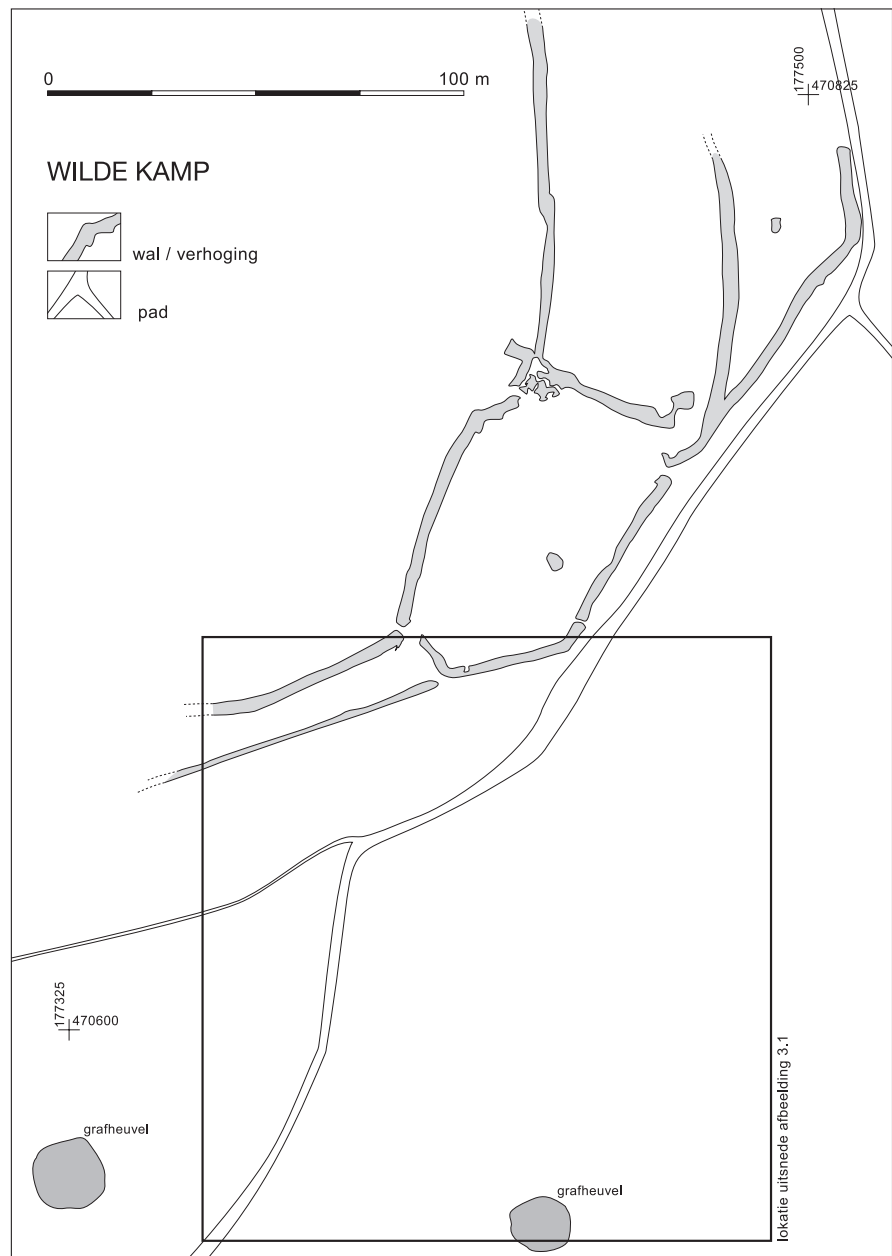 0 100 m
177500
470825
WILDE KAMP
wal / verhoging
pad
177325
470600
grafheuvel
grafheuvel
lokatie uitsnede afbeelding 3.1